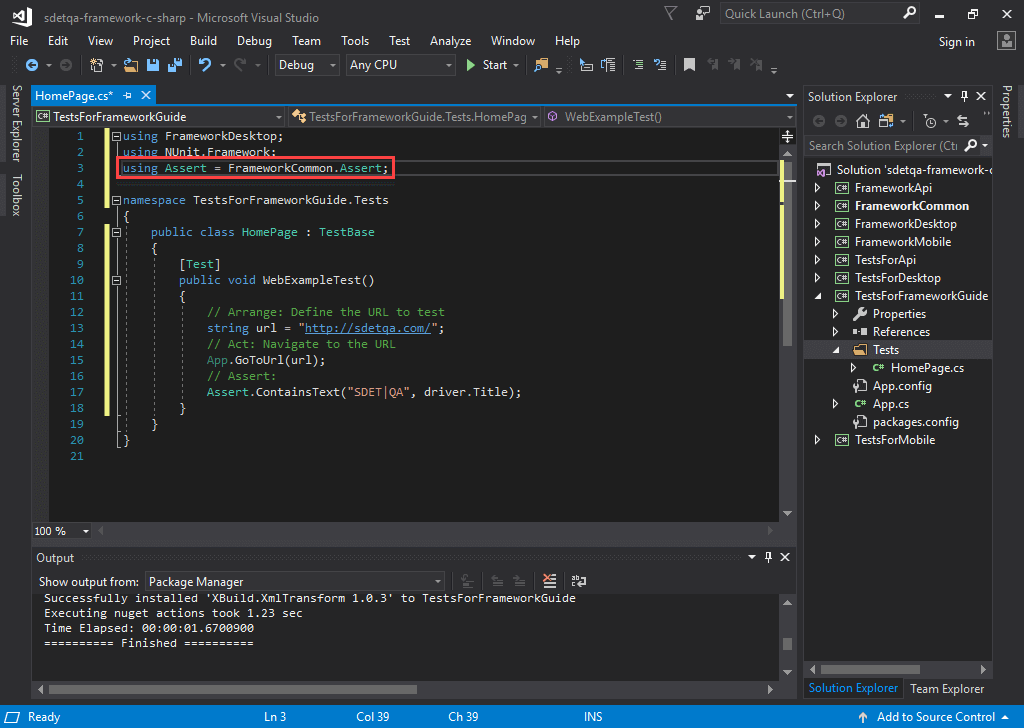 sdetqa-framework-c-sharp - Microsoft Visual Studio
Quick Launch (Ctrl+Q)
File Edit View Project Build Debug Team Tools Test Analyze Window Help
Sign in
Debug Any CPU Start
Server Explorer
Toolbox
HomePage.cs*
C# TestsForFrameworkGuide TestsForFrameworkGuide.Tests.HomePag WebExampleTest()
1 using FrameworkDesktop;
2 using NUnit.Framework;
3 using Assert = FrameworkCommon.Assert;
4
5 namespace TestsForFrameworkGuide.Tests
6 {
7 public class HomePage : TestBase
8 {
9 [Test]
10 public void WebExampleTest()
11 {
12 // Arrange: Define the URL to test
13 string url = "http://sdetqa.com/";
14 // Act: Navigate to the URL
15 App.GoToUrl(url);
16 // Assert:
17 Assert.ContainsText("SDET|QA", driver.Title);
18 }
19 }
20 }
21
100 %
Output
Show output from: Package Manager
Successfully installed 'XBuild.XmlTransform 1.0.3' to TestsForFrameworkGuide
Executing nuget actions took 1.23 sec
Time Elapsed: 00:00:01.6700900
========== Finished ==========
Solution Explorer
Search Solution Explorer (Ctrl
Solution 'sdetqa-framework-c
C# FrameworkApi
C# FrameworkCommon
C# FrameworkDesktop
C# FrameworkMobile
C# TestsForApi
C# TestsForDesktop
C# TestsForFrameworkGuide
Properties
References
Tests
C# HomePage.cs
App.config
C# App.cs
packages.config
C# TestsForMobile
Solution Explorer Team Explorer
Properties
Ready Ln 3 Col 39 Ch 39 INS Add to Source Control